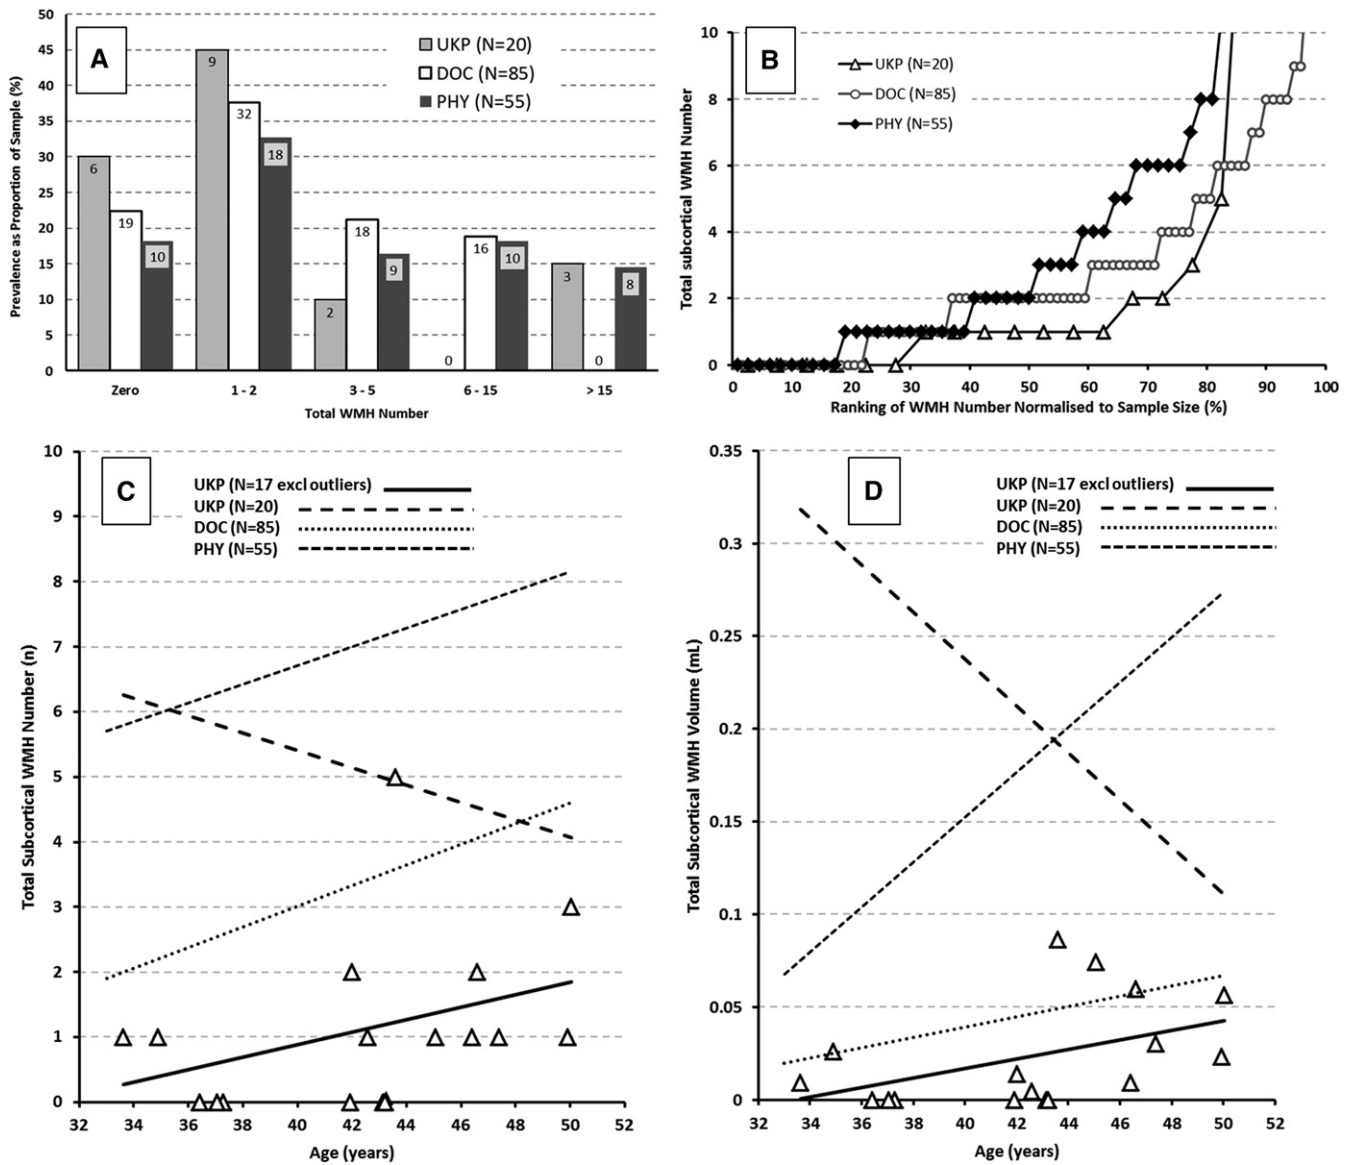 A
Prevalence as Proportion of Sample (%)
50
45
40
35
30
25
20
15
10
5
0
UKP (N=20)
DOC (N=85)
PHY (N=55)
6
19
10
9
32
18
2
18
9
0
16
10
3
0
8
Zero
1 - 2
3 - 5
6 - 15
> 15
Total WMH Number
B
Total subcortical WMH Number
10
8
6
4
2
0
UKP (N=20)
DOC (N=85)
PHY (N=55)
0 10 20 30 40 50 60 70 80 90 100
Ranking of WMH Number Normalised to Sample Size (%)
C
Total Subcortical WMH Number (n)
10
9
8
7
6
5
4
3
2
1
0
UKP (N=17 excl outliers)
UKP (N=20)
DOC (N=85)
PHY (N=55)
32 34 36 38 40 42 44 46 48 50 52
Age (years)
D
Total Subcortical WMH Volume (mL)
0.35
0.3
0.25
0.2
0.15
0.1
0.05
0
UKP (N=17 excl outliers)
UKP (N=20)
DOC (N=85)
PHY (N=55)
32 34 36 38 40 42 44 46 48 50 52
Age (years)